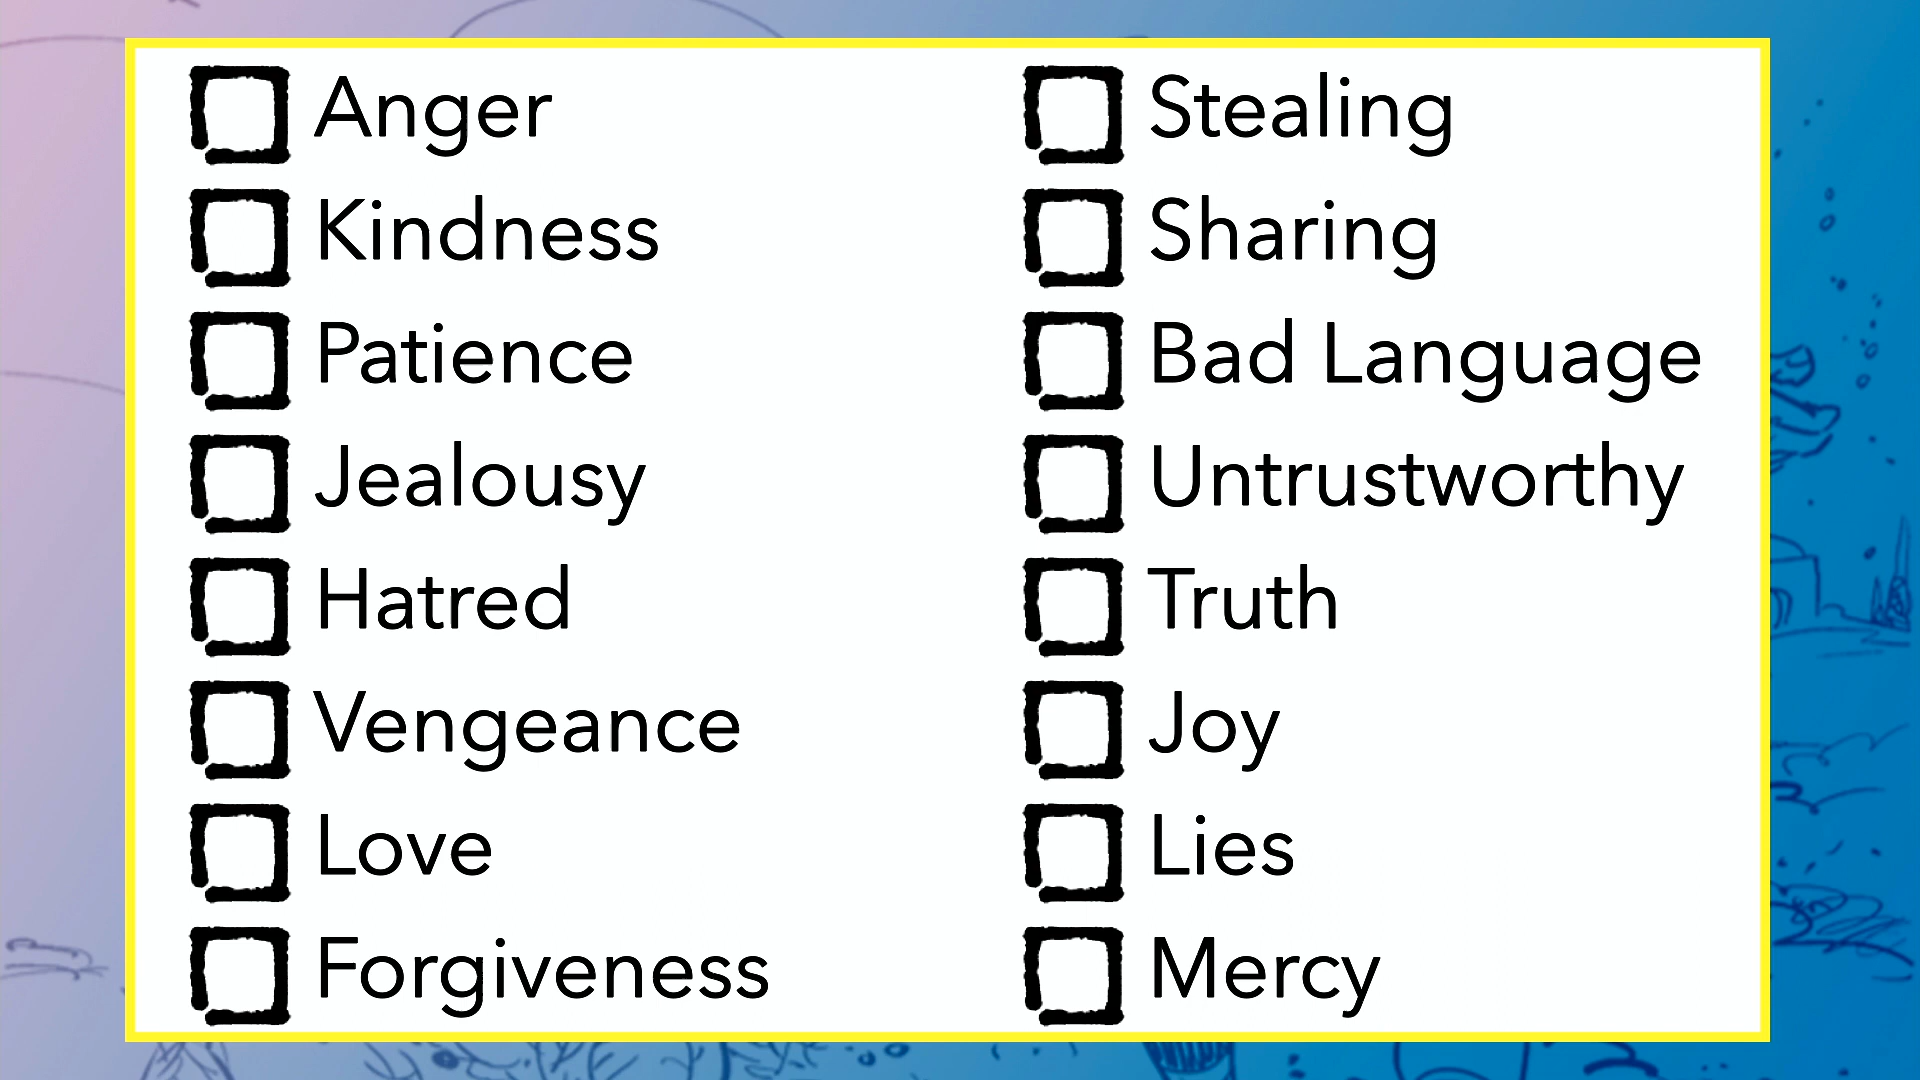 Anger
Kindness
Patience
Jealousy
Hatred
Vengeance
Love
Forgiveness
Stealing
Sharing
Bad Language
Untrustworthy
Truth
Joy
Lies
Mercy